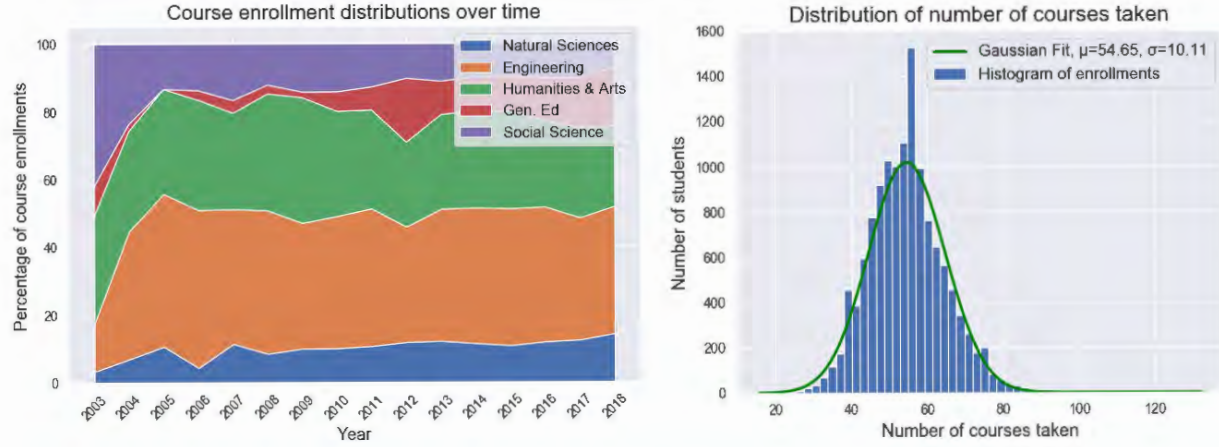 Course enrollment distributions over time
100
80
60
40
20
0
Percentage of course enrollments
Natural Sciences
Engineering
Humanities & Arts
Gen. Ed
Social Science
2003
2004
2005
2006
2007
2008
2009
2010
2011
2012
2013
2014
2015
2016
2017
2018
Year
Distribution of number of courses taken
1600
1400
1200
1000
800
600
400
200
0
Number of students
Gaussian Fit, μ=54.65, σ=10.11
Histogram of enrollments
20
40
60
80
100
120
Number of courses taken